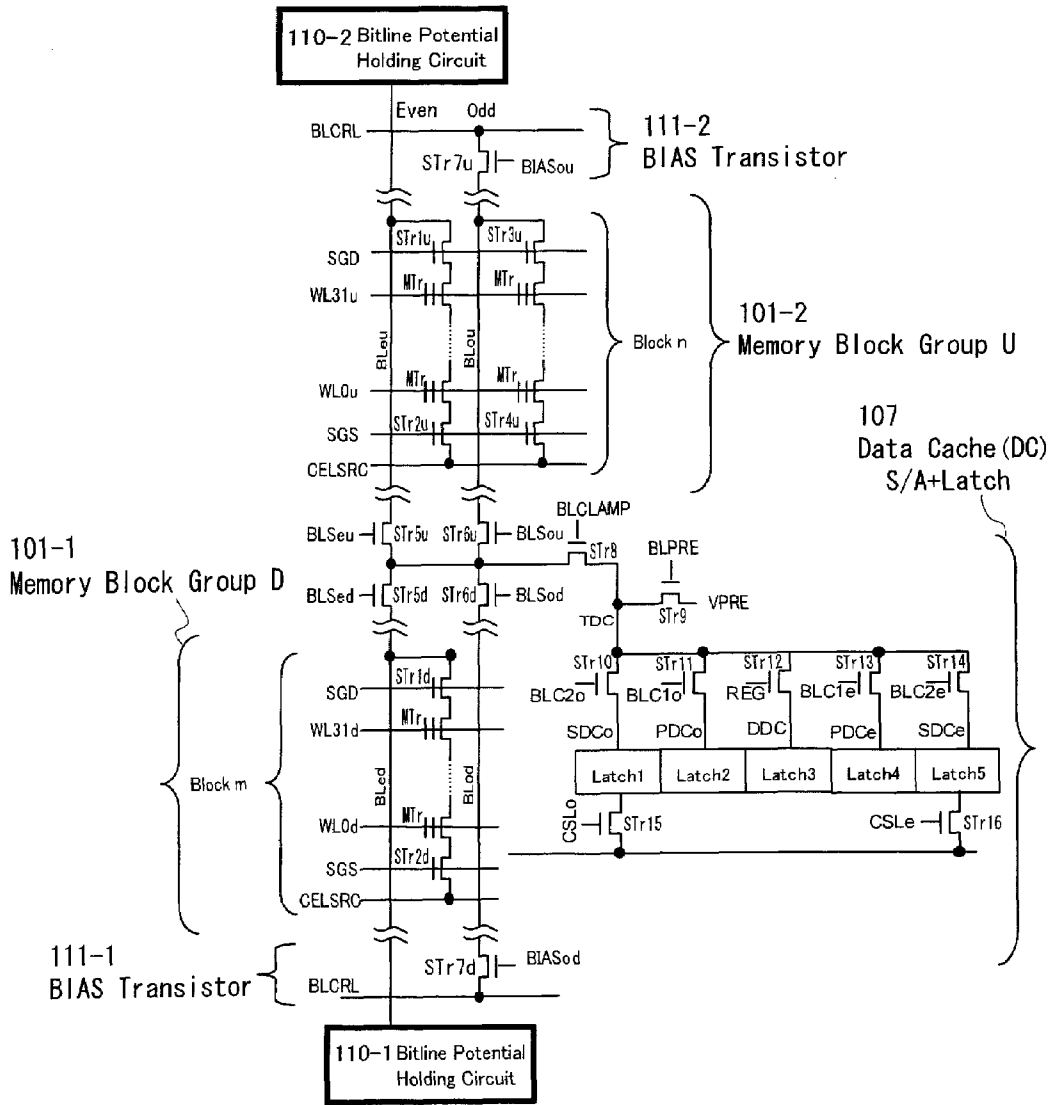 110-2 Bitline Potential
Holding Circuit
Even Odd
BLCRL
STr7u
BIASou
111-2
BIAS Transistor
STr1u
STr3u
SGD
MTr
MTr
WL31u
BLeu
BLou
Block n
101-2
Memory Block Group U
MTr
MTr
WL0u
STr2u
STr4u
SGS
CELSRC
107
Data Cache(DC)
S/A+Latch
BLCLAMP
BLSeu
STr5u
STr6u
BLSou
STr8
BLPRE
101-1
Memory Block Group D
BLSed
STr5d
STr6d
BLSod
STr9
VPRE
TDC
STr10
STr11
STr12
STr13
STr14
BLC2o
BLC1o
REG
BLC1e
BLC2e
SDCo
PDCo
DDC
PDCe
SDCe
Latch1
Latch2
Latch3
Latch4
Latch5
CSLo
STr15
CSLe
STr16
STr1d
SGD
MTr
WL31d
BLed
BLod
Block m
MTr
WL0d
STr2d
SGS
CELSRC
111-1
BIAS Transistor
STr7d
BIASod
BLCRL
110-1 Bitline Potential
Holding Circuit